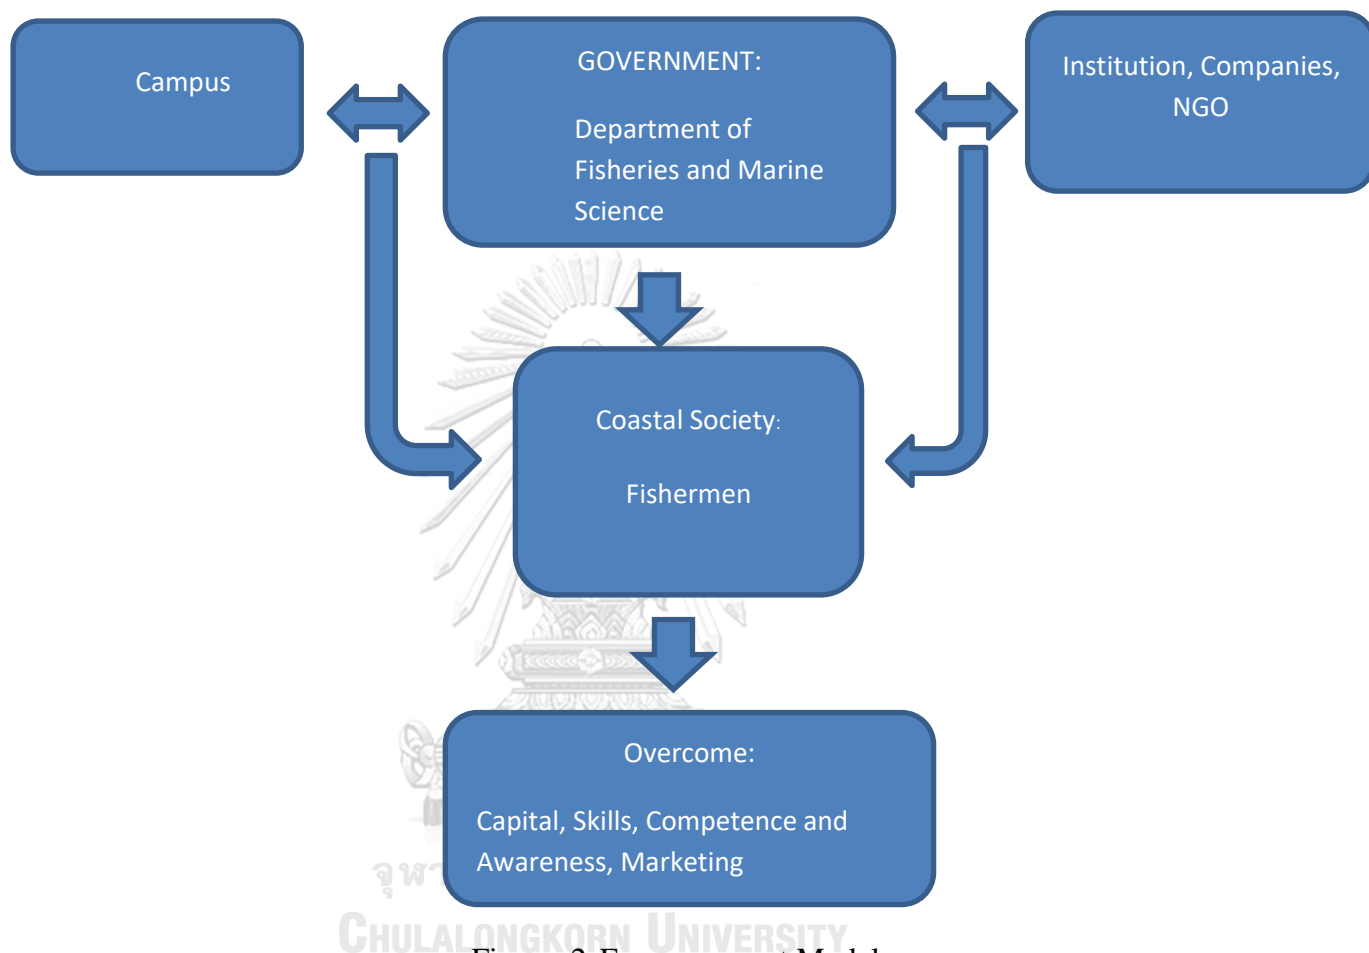 Campus
GOVERNMENT:
Department of
Fisheries and Marine
Science
Institution, Companies,
NGO
Coastal Society:
Fishermen
Overcome:
Capital, Skills, Competence and
Awareness, Marketing
CHULALONGKORN UNIVERSITY